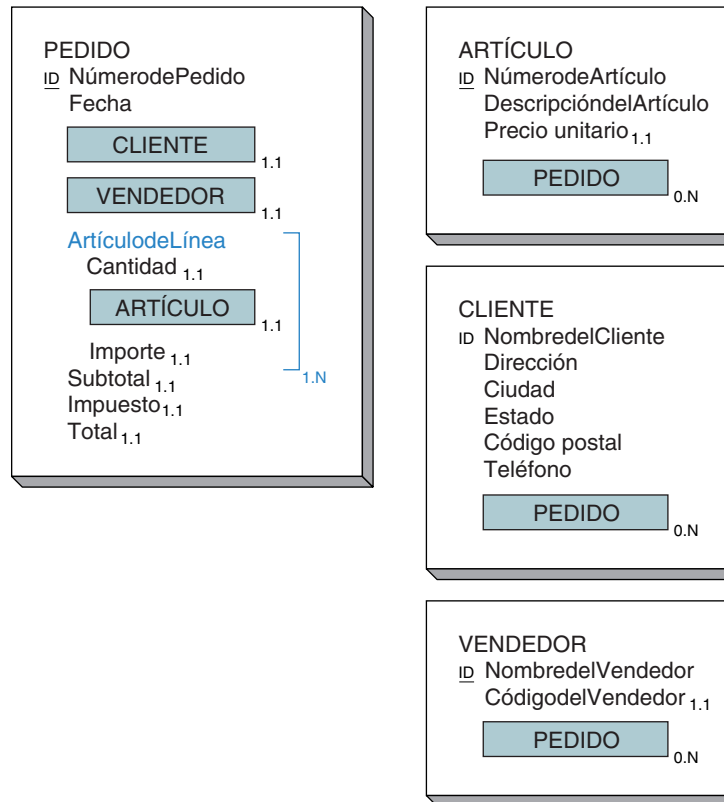 PEDIDO
ID NúmerodePedido
Fecha
CLIENTE 1.1
VENDEDOR 1.1
ArtículodeLínea
Cantidad 1.1
ARTÍCULO 1.1
Importe 1.1
1.N
Subtotal 1.1
Impuesto 1.1
Total 1.1
ARTÍCULO
ID NúmerodeArtículo
DescripcióndelArtículo
Precio unitario 1.1
PEDIDO 0.N
CLIENTE
ID NombredelCliente
Dirección
Ciudad
Estado
Código postal
Teléfono
PEDIDO 0.N
VENDEDOR
ID NombredelVendedor
CódigodelVendedor 1.1
PEDIDO 0.N